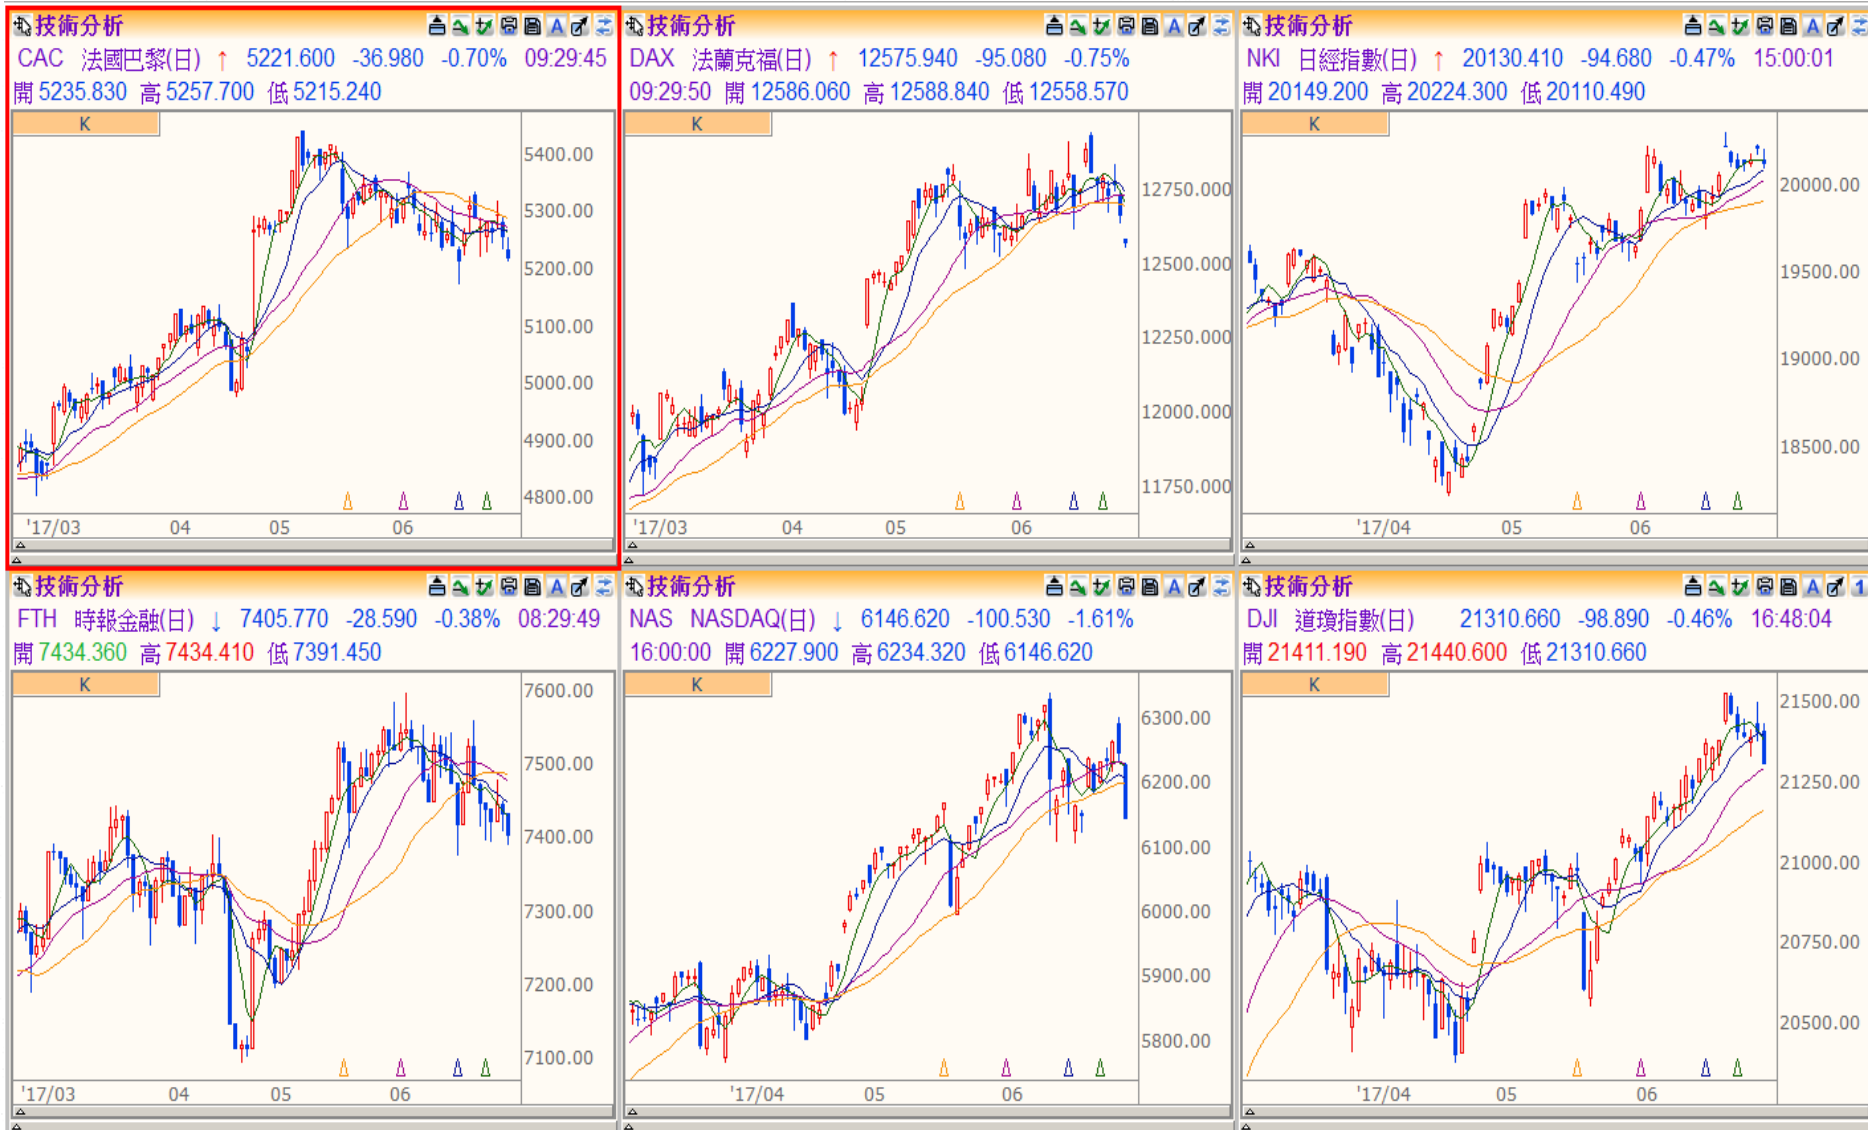 技術分析
CAC 法國巴黎(日) ↑ 5221.600 -36.980 -0.70% 09:29:45
開 5235.830 高 5257.700 低 5215.240
K
5400.00
5300.00
5200.00
5100.00
5000.00
4900.00
4800.00
'17/03 04 05 06
技術分析
DAX 法蘭克福(日) ↑ 12575.940 -95.080 -0.75%
09:29:50 開 12586.060 高 12588.840 低 12558.570
K
12750.000
12500.000
12250.000
12000.000
11750.000
'17/03 04 05 06
技術分析
NKI 日經指數(日) ↑ 20130.410 -94.680 -0.47% 15:00:01
開 20149.200 高 20224.300 低 20110.490
K
20000.00
19500.00
19000.00
18500.00
'17/04 05 06
技術分析
FTH 時報金融(日) ↓ 7405.770 -28.590 -0.38% 08:29:49
開 7434.360 高 7434.410 低 7391.450
K
7600.00
7500.00
7400.00
7300.00
7200.00
7100.00
'17/03 04 05 06
技術分析
NAS NASDAQ(日) ↓ 6146.620 -100.530 -1.61%
16:00:00 開 6227.900 高 6234.320 低 6146.620
K
6300.00
6200.00
6100.00
6000.00
5900.00
5800.00
'17/04 05 06
技術分析
DJI 道瓊指數(日) 21310.660 -98.890 -0.46% 16:48:04
開 21411.190 高 21440.600 低 21310.660
K
21500.00
21250.00
21000.00
20750.00
20500.00
'17/04 05 06